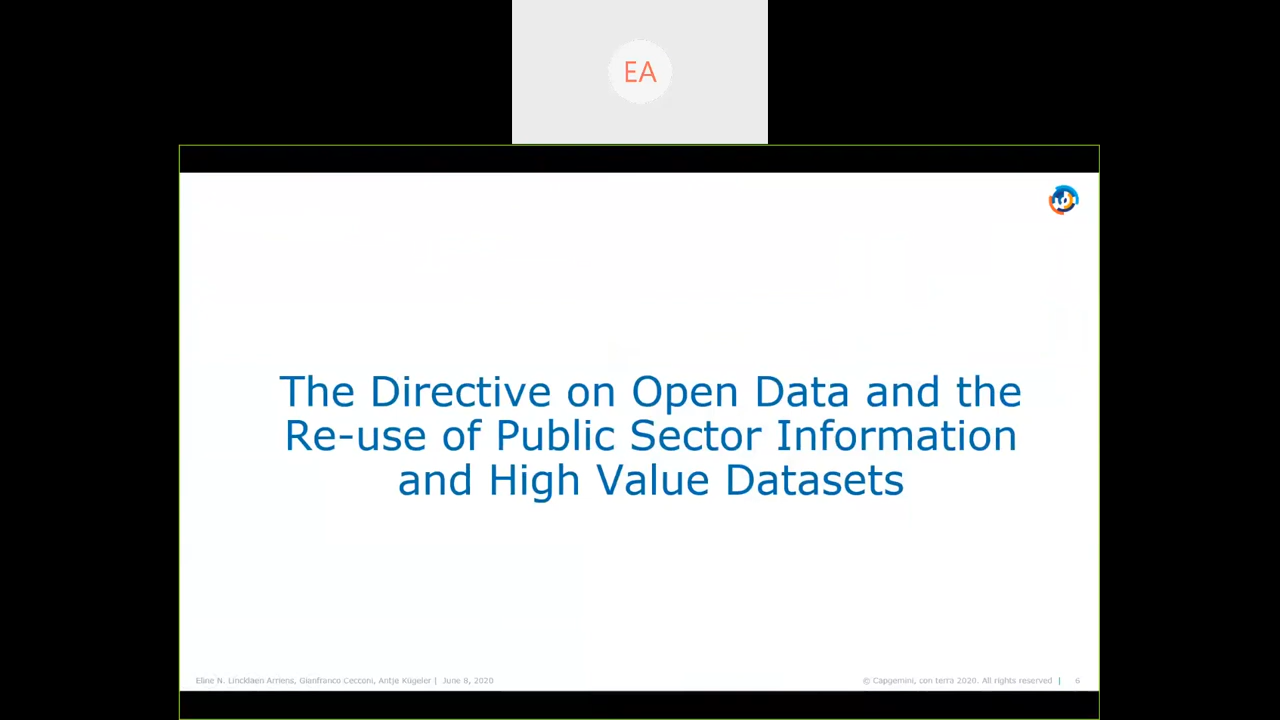 EA
The Directive on Open Data and the
Re-use of Public Sector Information
and High Value Datasets
Eline N. Lincklaen Arriens, Gianfranco Cecconi, Antje Kügeler | June 8, 2020
© Capgemini, con terra 2020. All rights reserved | 6